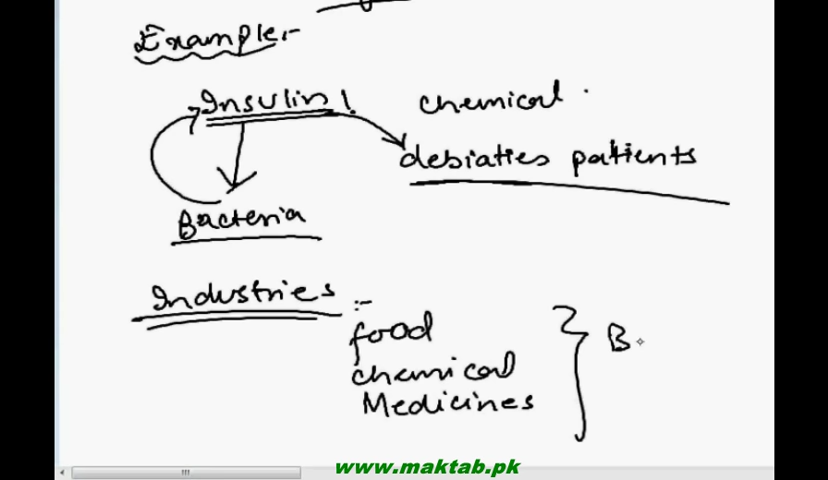 Example:-
Insulin! chemical.
debiaties patients
Bacteria
Industries :-
food
chemical
Medicines
B
www.maktab.pk